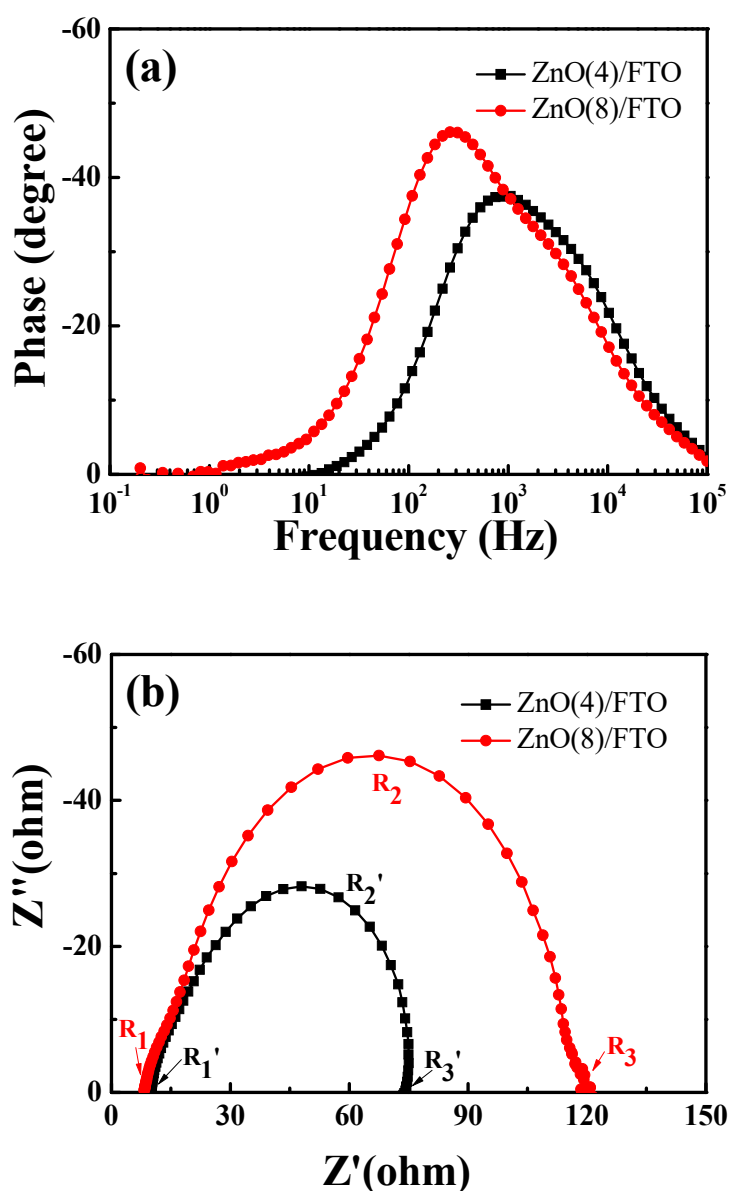 (a)
ZnO(4)/FTO
ZnO(8)/FTO
Phase (degree)
-60
-40
-20
0
10⁻¹ 10⁰ 10¹ 10² 10³ 10⁴ 10⁵
Frequency (Hz)
(b)
ZnO(4)/FTO
ZnO(8)/FTO
Z''(ohm)
-60
-40
-20
0
R₂
R₂'
R₁
R₁'
R₃'
R₃
0 30 60 90 120 150
Z'(ohm)